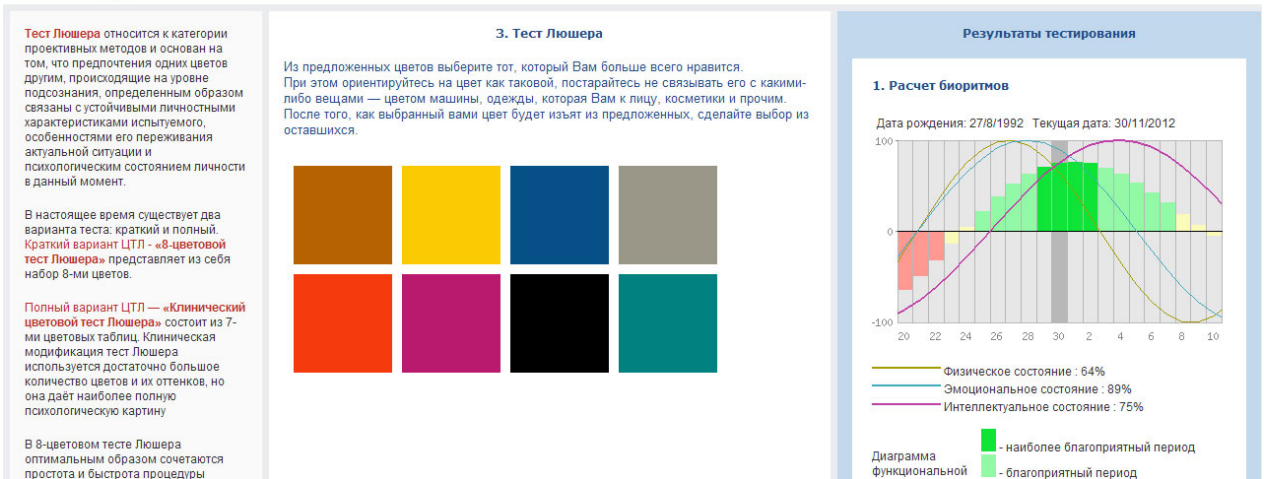 Тест Люшера относится к категории
проективных методов и основан на
том, что предпочтения одних цветов
другим, происходящие на уровне
подсознания, определенным образом
связаны с устойчивыми личностными
характеристиками испытуемого,
особенностями его переживания
актуальной ситуации и
психологическим состоянием личности
в данный момент.
В настоящее время существует два
варианта теста: краткий и полный.
Краткий вариант ЦТЛ - «8-цветовой
тест Люшера» представляет из себя
набор 8-ми цветов.
Полный вариант ЦТЛ — «Клинический
цветовой тест Люшера» состоит из 7-
ми цветовых таблиц. Клиническая
модификация тест Люшера
используется достаточно большое
количество цветов и их оттенков, но
она даёт наиболее полную
психологическую картину
В 8-цветовом тесте Люшера
оптимальным образом сочетаются
простота и быстрота процедуры
3. Тест Люшера
Из предложенных цветов выберите тот, который Вам больше всего нравится.
При этом ориентируйтесь на цвет как таковой, постарайтесь не связывать его с какими-
либо вещами — цветом машины, одежды, которая Вам к лицу, косметики и прочим.
После того, как выбранный вами цвет будет изъят из предложенных, сделайте выбор из
оставшихся.
Результаты тестирования
1. Расчет биоритмов
Дата рождения: 27/8/1992 Текущая дата: 30/11/2012
100
0
-100
20 22 24 26 28 30 2 4 6 8 10
Физическое состояние : 64%
Эмоциональное состояние : 89%
Интеллектуальное состояние : 75%
Диаграмма
функциональной
- наиболее благоприятный период
- благоприятный период